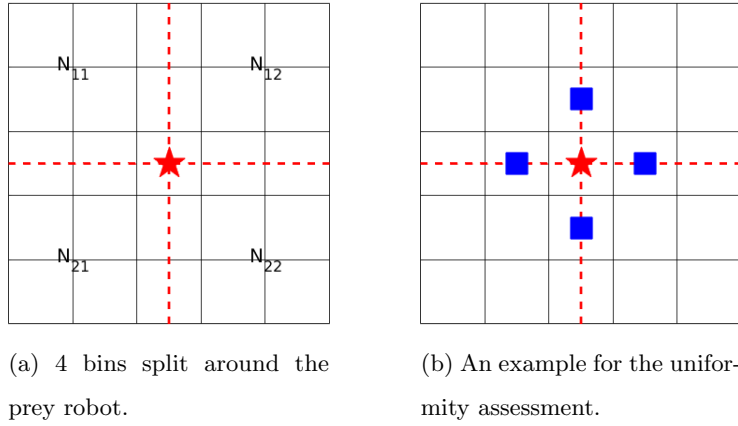 N11 N12
N21 N22
(a) 4 bins split around the
prey robot.
(b) An example for the unifor-
mity assessment.